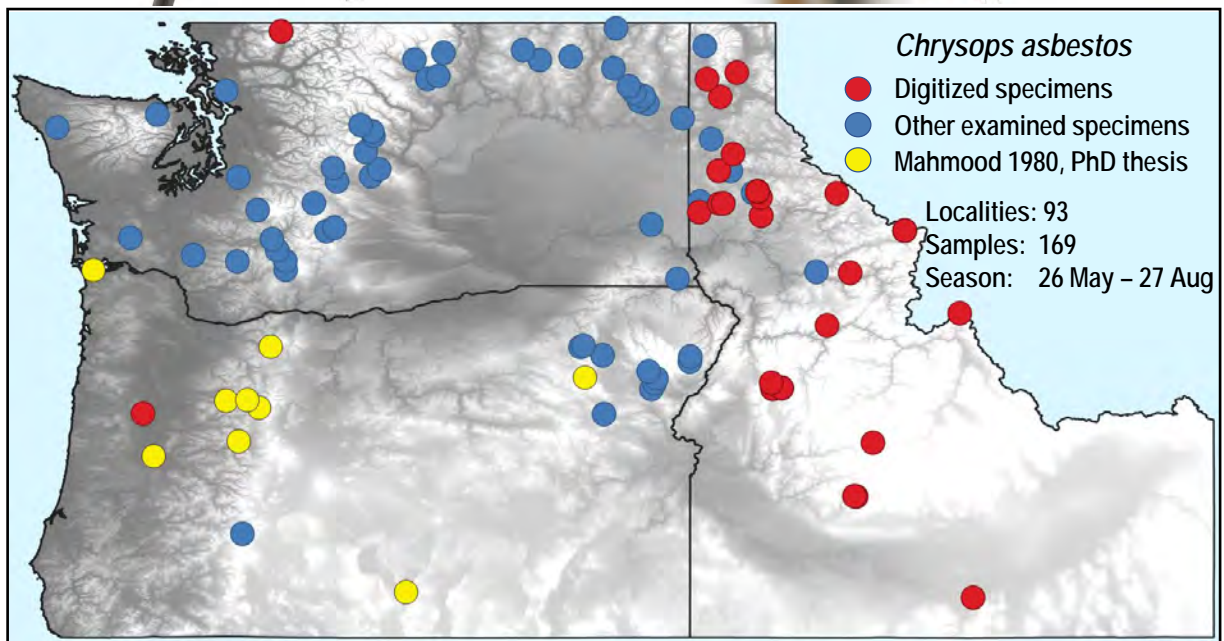 Chrysops asbestos
Digitized specimens
Other examined specimens
Mahmood 1980, PhD thesis
Localities: 93
Samples: 169
Season: 26 May – 27 Aug